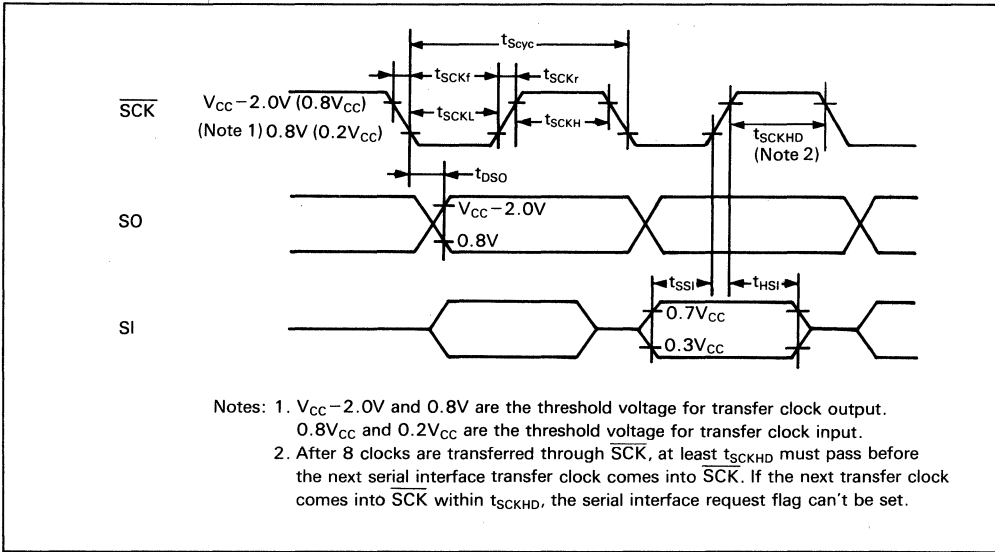 tScyc
tSCKf
tSCKr
SCK
VCC−2.0V (0.8VCC)
tSCKL
tSCKH
(Note 1) 0.8V (0.2VCC)
tSCKHD
(Note 2)
tDSO
SO
VCC−2.0V
0.8V
tSSI
tHSI
SI
0.7VCC
0.3VCC
Notes: 1. VCC−2.0V and 0.8V are the threshold voltage for transfer clock output.
0.8VCC and 0.2VCC are the threshold voltage for transfer clock input.
2. After 8 clocks are transferred through SCK, at least tSCKHD must pass before
the next serial interface transfer clock comes into SCK. If the next transfer clock
comes into SCK within tSCKHD, the serial interface request flag can't be set.